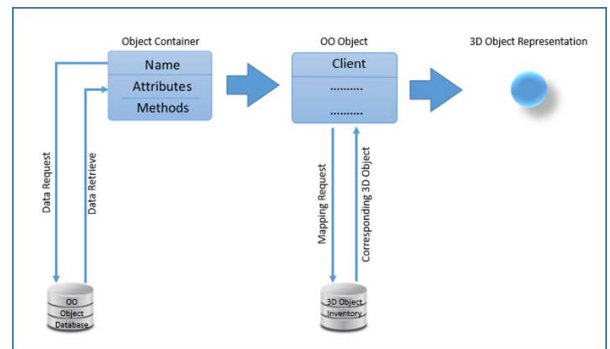 Object Container
OO Object
3D Object Representation
Name
Attributes
Methods
Client
..........
..........
Data Request
Data Retrieve
Mapping Request
Corresponding 3D Object
OO
Object
Database
3D Object
Inventory